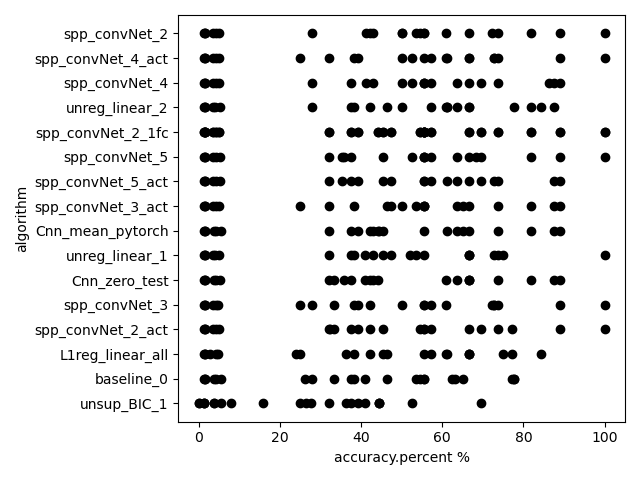 spp_convNet_2
spp_convNet_4_act
spp_convNet_4
unreg_linear_2
spp_convNet_2_1fc
spp_convNet_5
spp_convNet_5_act
spp_convNet_3_act
Cnn_mean_pytorch
unreg_linear_1
Cnn_zero_test
spp_convNet_3
spp_convNet_2_act
L1reg_linear_all
baseline_0
unsup_BIC_1
algorithm
0 20 40 60 80 100
accuracy.percent %